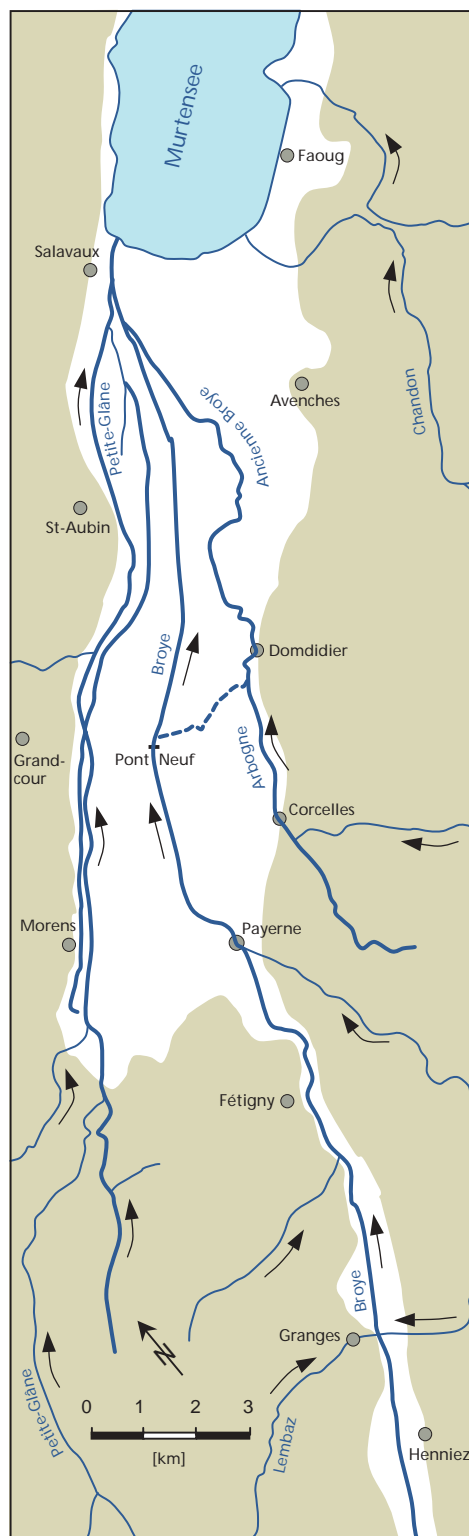 Murtensee
Faoug
Salavaux
Avenches
Chandon
Petite-Glâne
Ancienne Broye
St-Aubin
Broye
Domdidier
Grand-
cour
Pont Neuf
Arbogne
Corcelles
Morens
Payerne
Fétigny
Broye
Granges
N
0 1 2 3
[km]
Petite-Glâne
Lembaz
Henniez